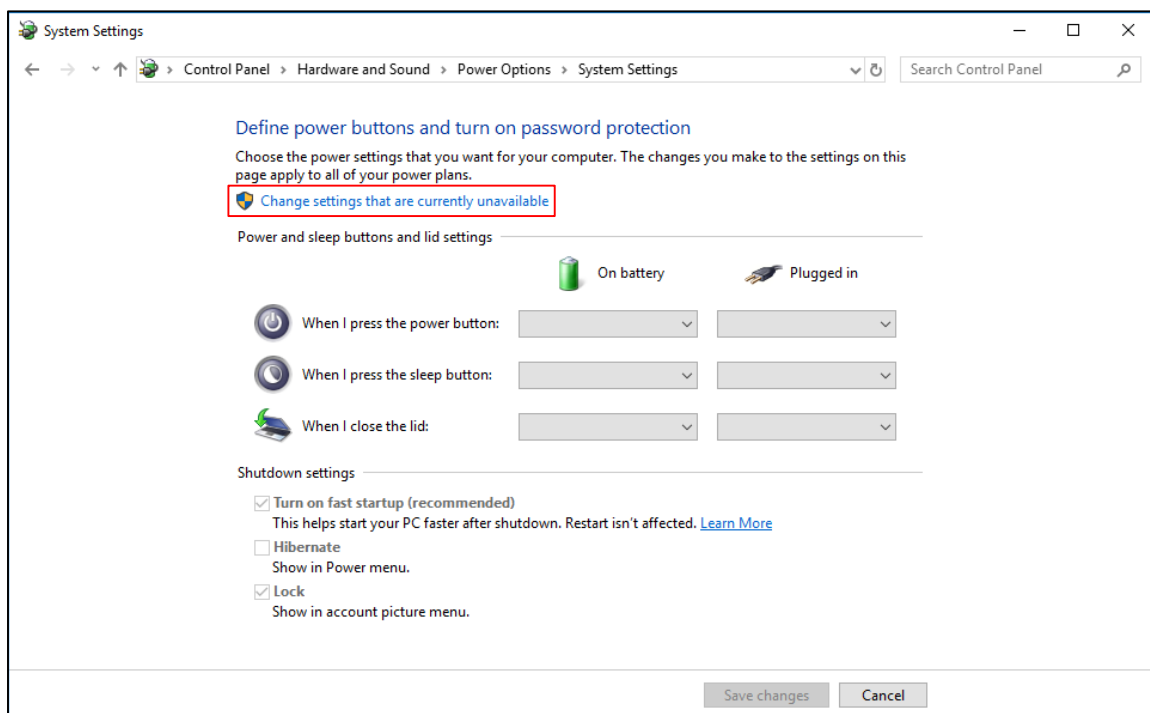 System Settings
Control Panel > Hardware and Sound > Power Options > System Settings
Search Control Panel
Define power buttons and turn on password protection
Choose the power settings that you want for your computer. The changes you make to the settings on this
page apply to all of your power plans.
Change settings that are currently unavailable
Power and sleep buttons and lid settings
On battery
Plugged in
When I press the power button:
When I press the sleep button:
When I close the lid:
Shutdown settings
Turn on fast startup (recommended)
This helps start your PC faster after shutdown. Restart isn't affected. Learn More
Hibernate
Show in Power menu.
Lock
Show in account picture menu.
Save changes
Cancel